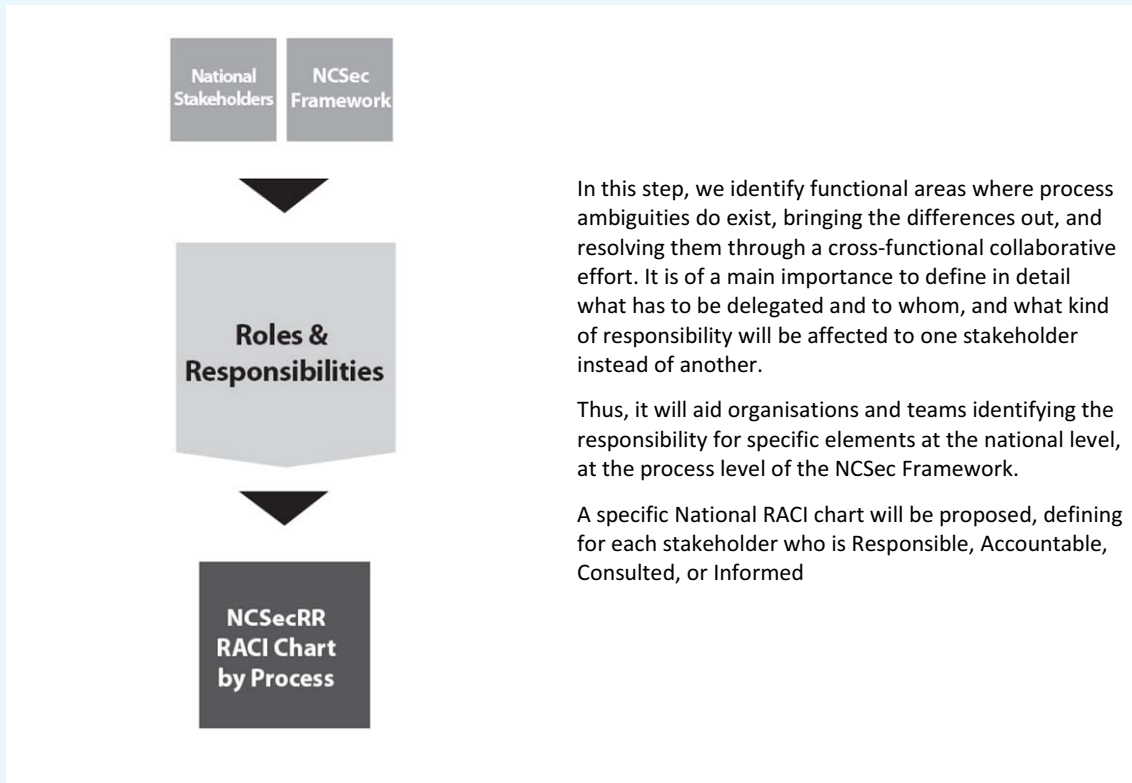 National
Stakeholders
NCSec
Framework
Roles &
Responsibilities
NCSecRR
RACI Chart
by Process
In this step, we identify functional areas where process
ambiguities do exist, bringing the differences out, and
resolving them through a cross-functional collaborative
effort. It is of a main importance to define in detail
what has to be delegated and to whom, and what kind
of responsibility will be affected to one stakeholder
instead of another.
Thus, it will aid organisations and teams identifying the
responsibility for specific elements at the national level,
at the process level of the NCSec Framework.
A specific National RACI chart will be proposed, defining
for each stakeholder who is Responsible, Accountable,
Consulted, or Informed